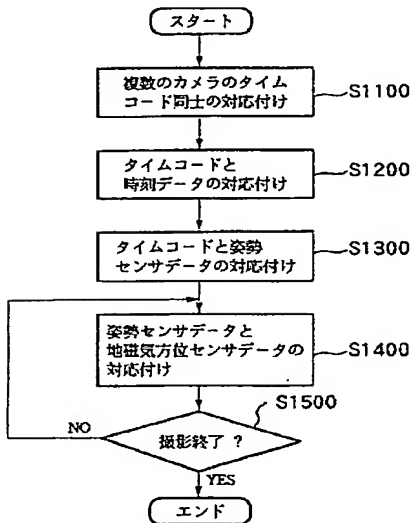 スタート
複数のカメラのタイム
コード同士の対応付け
S1100
タイムコードと
時刻データの対応付け
S1200
タイムコードと姿勢
センサデータの対応付け
S1300
姿勢センサデータと
地磁気方位センサデータの
対応付け
S1400
S1500
撮影終了 ?
NO
YES
エンド